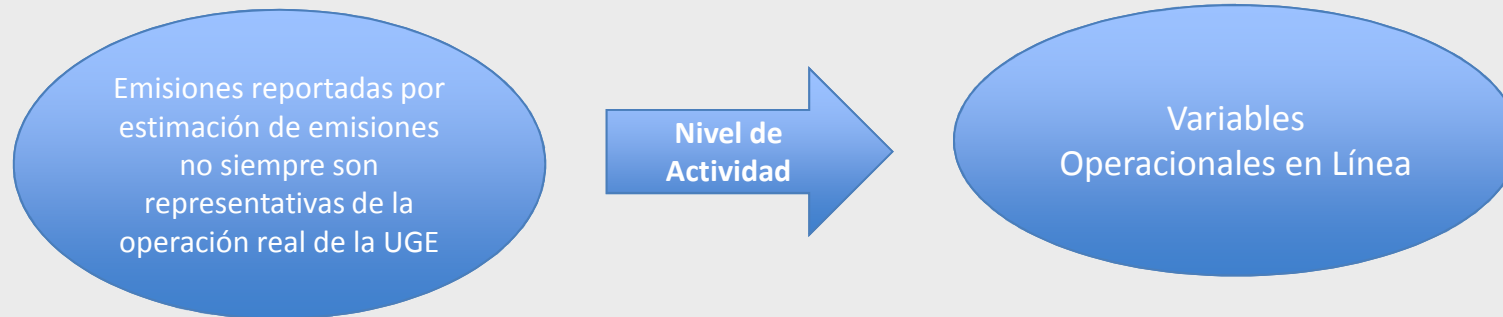 Emisiones reportadas por
estimación de emisiones
no siempre son
representativas de la
operación real de la UGE
Nivel de
Actividad
Variables
Operacionales en Línea